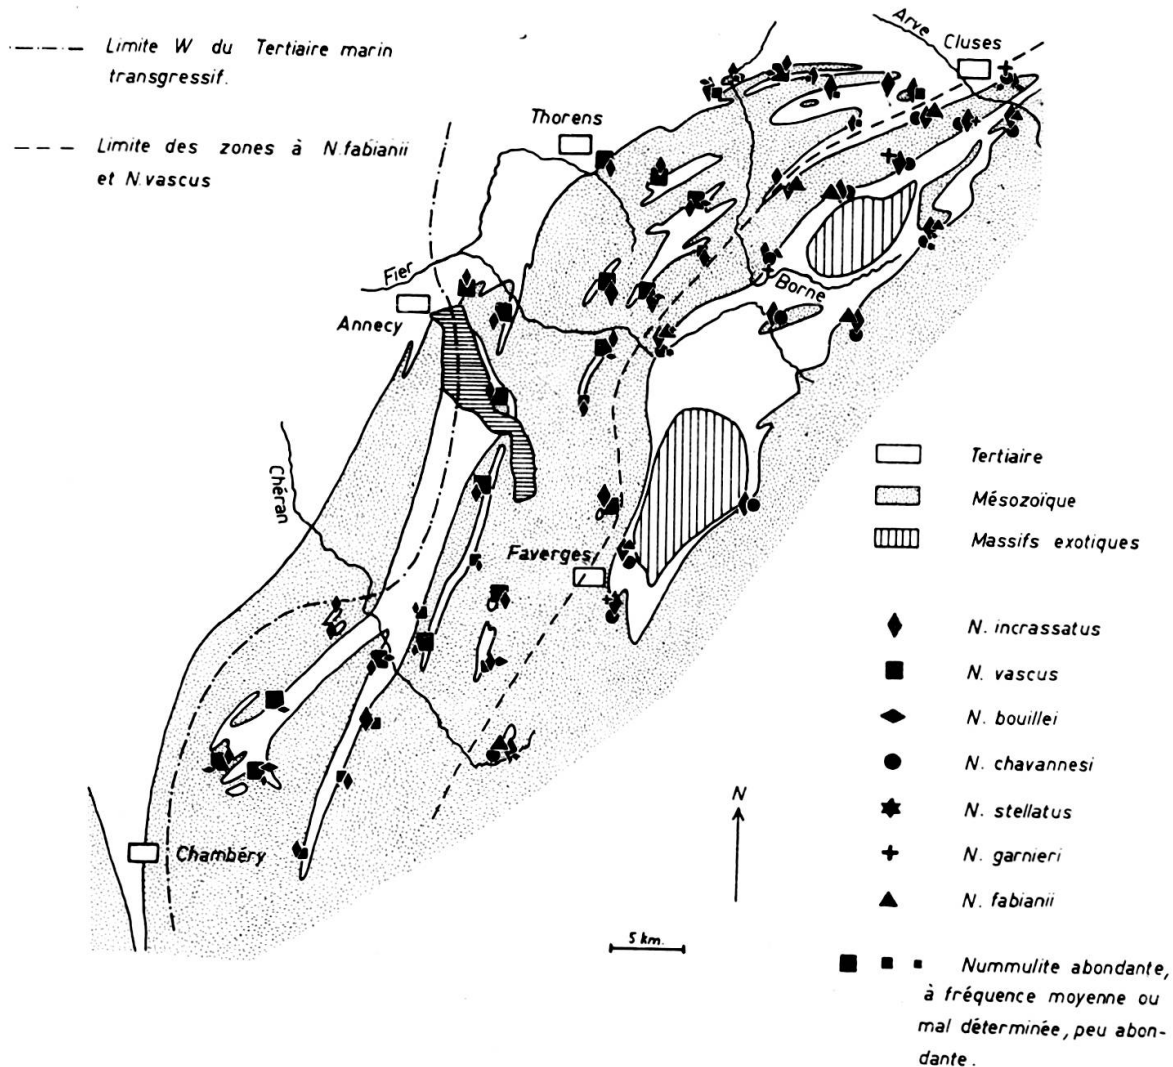 Limite W du Tertiaire marin
transgressif.
Limite des zones à N. fabianii
et N. vascus
Arve
Cluses
Thorens
Fier
Annecy
Borne
Chéran
Faverges
Chambéry
Tertiaire
Mésozoïque
Massifs exotiques
N. incrassatus
N. vascus
N. bouillei
N. chavannesi
N. stellatus
N. garnieri
N. fabianii
N
5 km.
Nummulite abondante,
à fréquence moyenne ou
mal déterminée, peu abon-
dante.